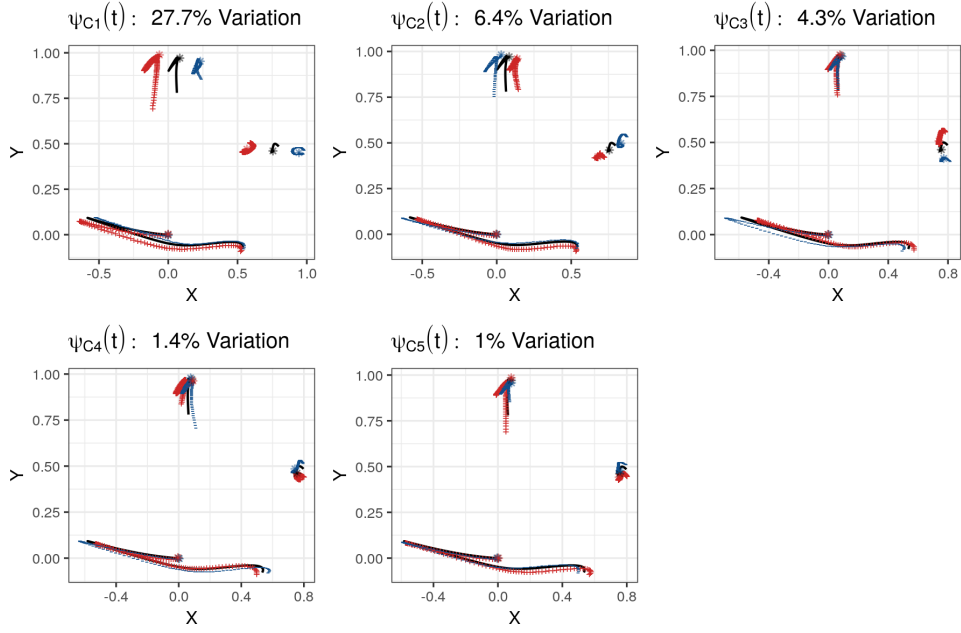 ψC1(t) : 27.7% Variation
ψC2(t) : 6.4% Variation
ψC3(t) : 4.3% Variation
1.00
0.75
0.50
0.25
0.00
Y
-0.5
0.0
0.5
1.0
X
1.00
0.75
0.50
0.25
0.00
Y
-0.5
0.0
0.5
X
1.00
0.75
0.50
0.25
0.00
Y
-0.4
0.0
0.4
0.8
X
ψC4(t) : 1.4% Variation
ψC5(t) : 1% Variation
1.00
0.75
0.50
0.25
0.00
Y
-0.4
0.0
0.4
0.8
X
1.00
0.75
0.50
0.25
0.00
Y
-0.4
0.0
0.4
0.8
X